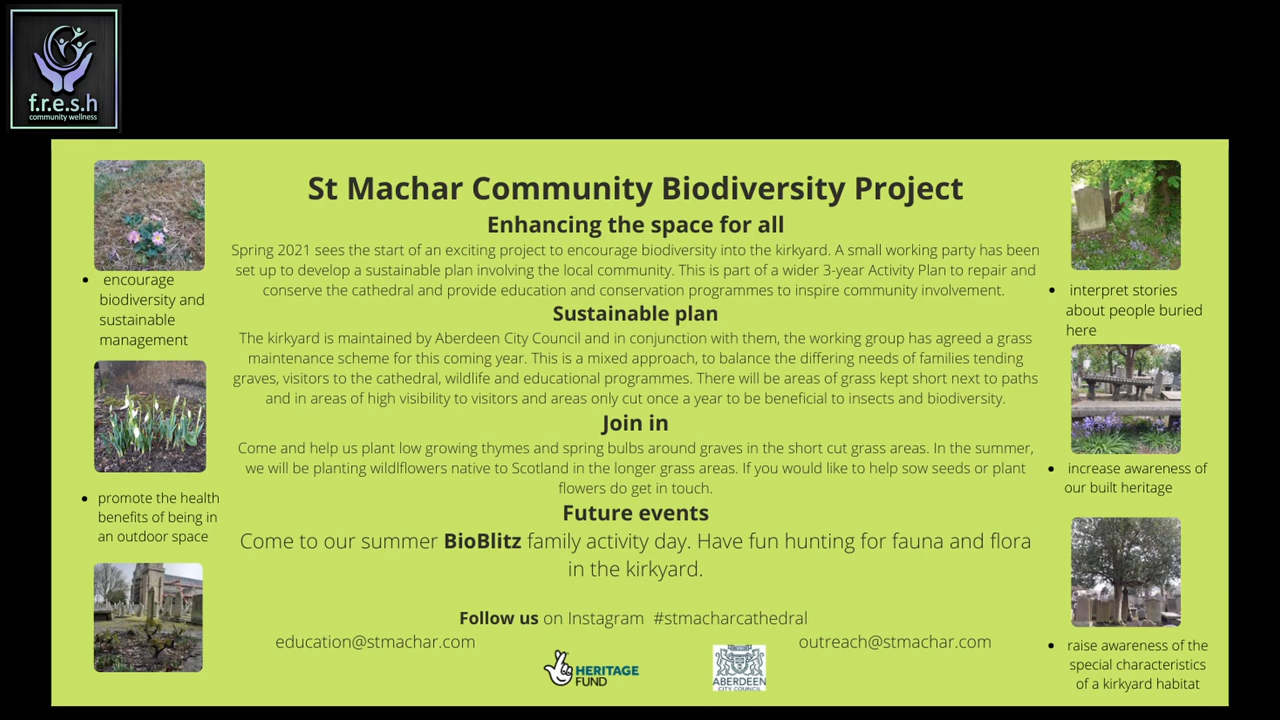 f.r.e.s.h
community wellness
St Machar Community Biodiversity Project
Enhancing the space for all
Spring 2021 sees the start of an exciting project to encourage biodiversity into the kirkyard. A small working party has been
set up to develop a sustainable plan involving the local community. This is part of a wider 3-year Activity Plan to repair and
conserve the cathedral and provide education and conservation programmes to inspire community involvement.
Sustainable plan
The kirkyard is maintained by Aberdeen City Council and in conjunction with them, the working group has agreed a grass
maintenance scheme for this coming year. This is a mixed approach, to balance the differing needs of families tending
graves, visitors to the cathedral, wildlife and educational programmes. There will be areas of grass kept short next to paths
and in areas of high visibility to visitors and areas only cut once a year to be beneficial to insects and biodiversity.
Join in
Come and help us plant low growing thymes and spring bulbs around graves in the short cut grass areas. In the summer,
we will be planting wildlflowers native to Scotland in the longer grass areas. If you would like to help sow seeds or plant
flowers do get in touch.
Future events
Come to our summer BioBlitz family activity day. Have fun hunting for fauna and flora
in the kirkyard.
Follow us on Instagram #stmacharcathedral
education@stmachar.com
outreach@stmachar.com
HERITAGE
FUND
ABERDEEN
CITY COUNCIL
• encourage
biodiversity and
sustainable
management
• promote the health
benefits of being in
an outdoor space
• interpret stories
about people buried
here
• increase awareness of
our built heritage
• raise awareness of the
special characteristics
of a kirkyard habitat